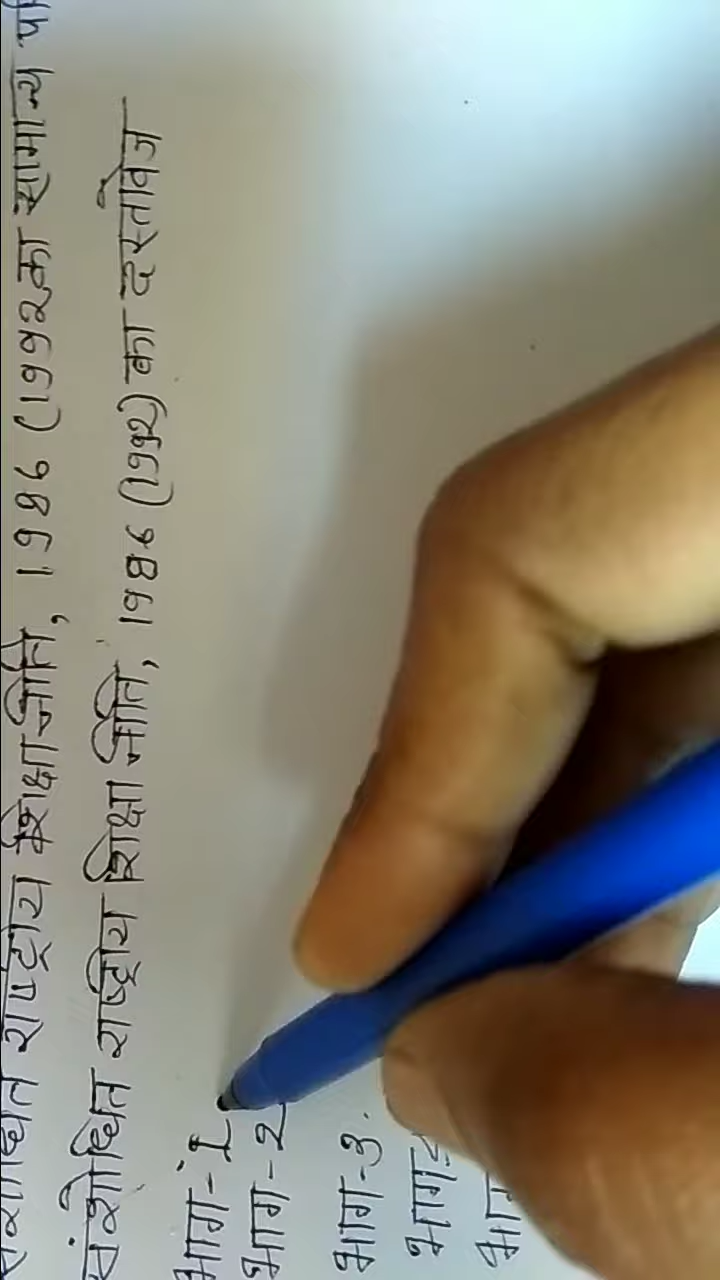 संशोधित राष्ट्रीय शिक्षा नीति, 1986 (1992 का सामान्य
संशोधित राष्ट्रीय शिक्षा नीति, 1986 (1992) का दस्तावेज
भाग-1
भाग-2
भाग-3.
भाग-